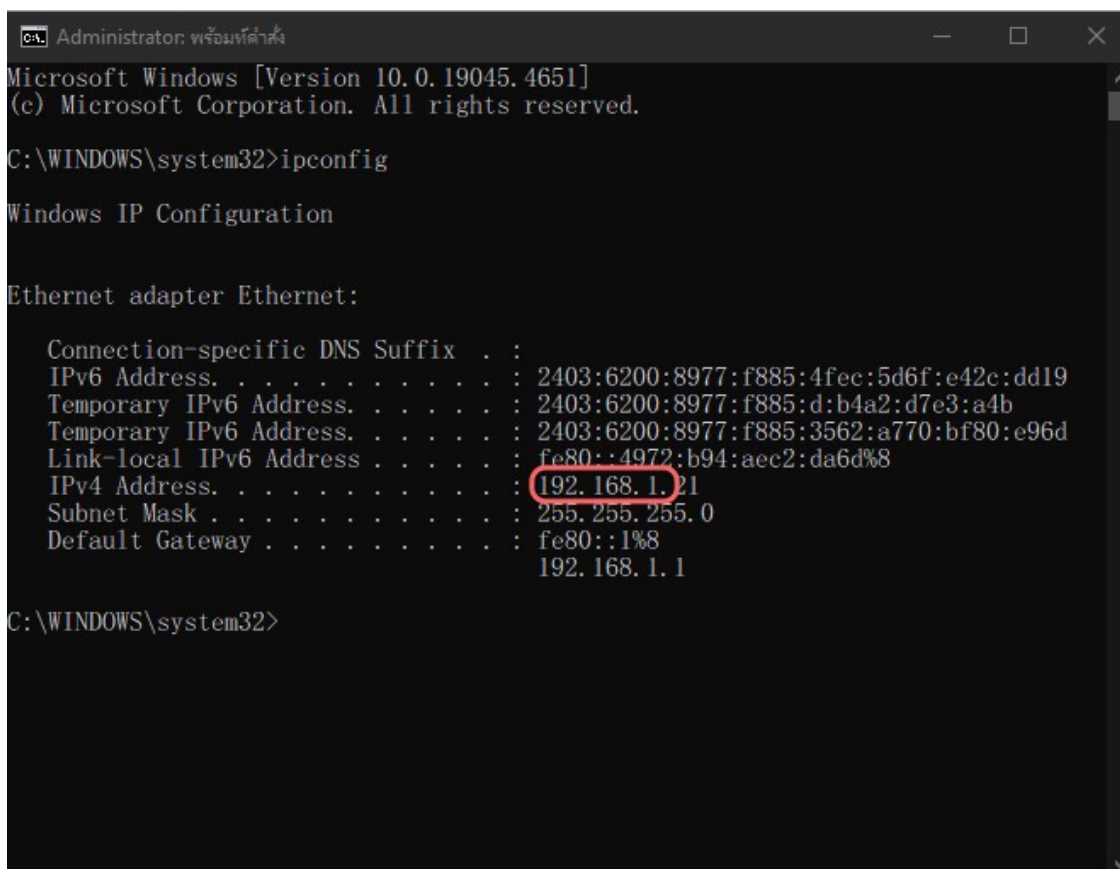 Administrator: พร้อมท์คำสั่ง
Microsoft Windows [Version 10.0.19045.4651]
(c) Microsoft Corporation. All rights reserved.
C:\WINDOWS\system32>ipconfig
Windows IP Configuration
Ethernet adapter Ethernet:
Connection-specific DNS Suffix . :
IPv6 Address. . . . . . . . . . . : 2403:6200:8977:f885:4fec:5d6f:e42c:dd19
Temporary IPv6 Address. . . . . . : 2403:6200:8977:f885:d:b4a2:d7e3:a4b
Temporary IPv6 Address. . . . . . : 2403:6200:8977:f885:3562:a770:bf80:e96d
Link-local IPv6 Address . . . . . : fe80::4972:b94:aec2:da6d%8
IPv4 Address. . . . . . . . . . . : 192.168.1.21
Subnet Mask . . . . . . . . . . . : 255.255.255.0
Default Gateway . . . . . . . . . : fe80::1%8
192.168.1.1
C:\WINDOWS\system32>